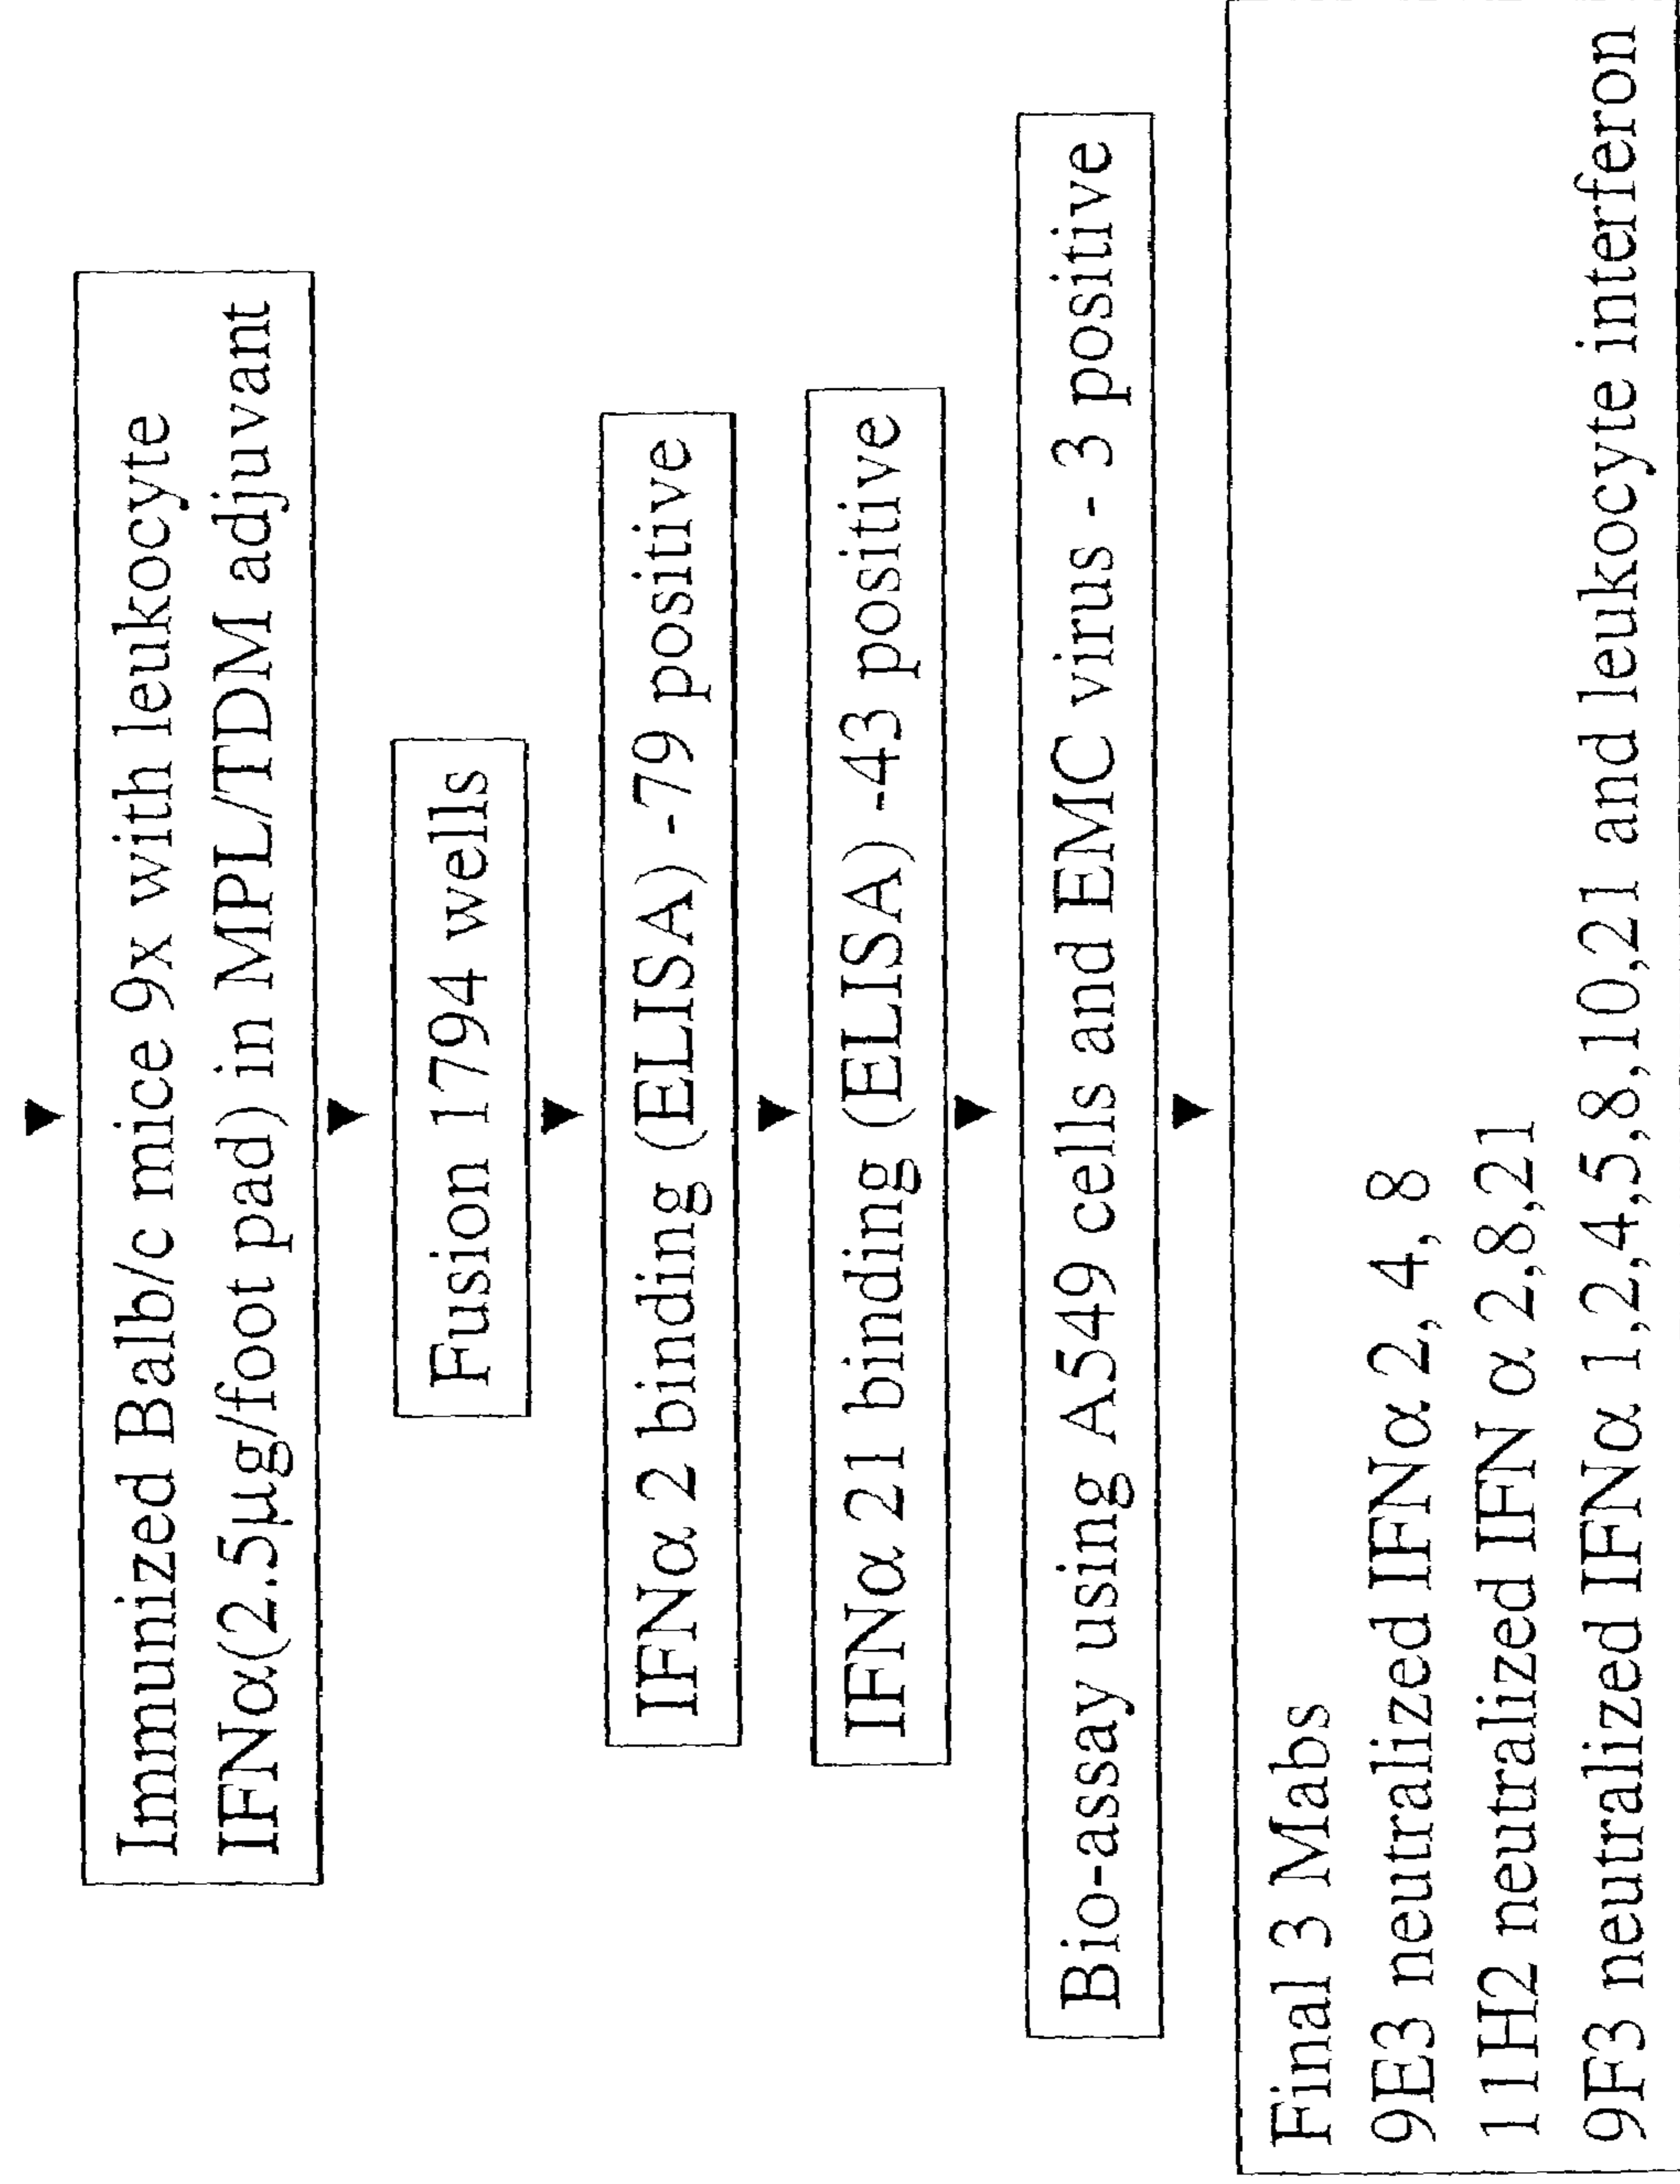 Immunized Balb/c mice 9x with leukocyte
IFNα(2.5µg/foot pad) in MPL/TDM adjuvant
Fusion 1794 wells
IFNα 2 binding (ELISA) -79 positive
IFNα 21 binding (ELISA) -43 positive
Bio-assay using A549 cells and EMC virus - 3 positive
Final 3 Mabs
9E3 neutralized IFNα 2, 4, 8
11H2 neutralized IFN α 2,8,21
9F3 neutralized IFNα 1,2,4,5,8,10,21 and leukocyte interferon